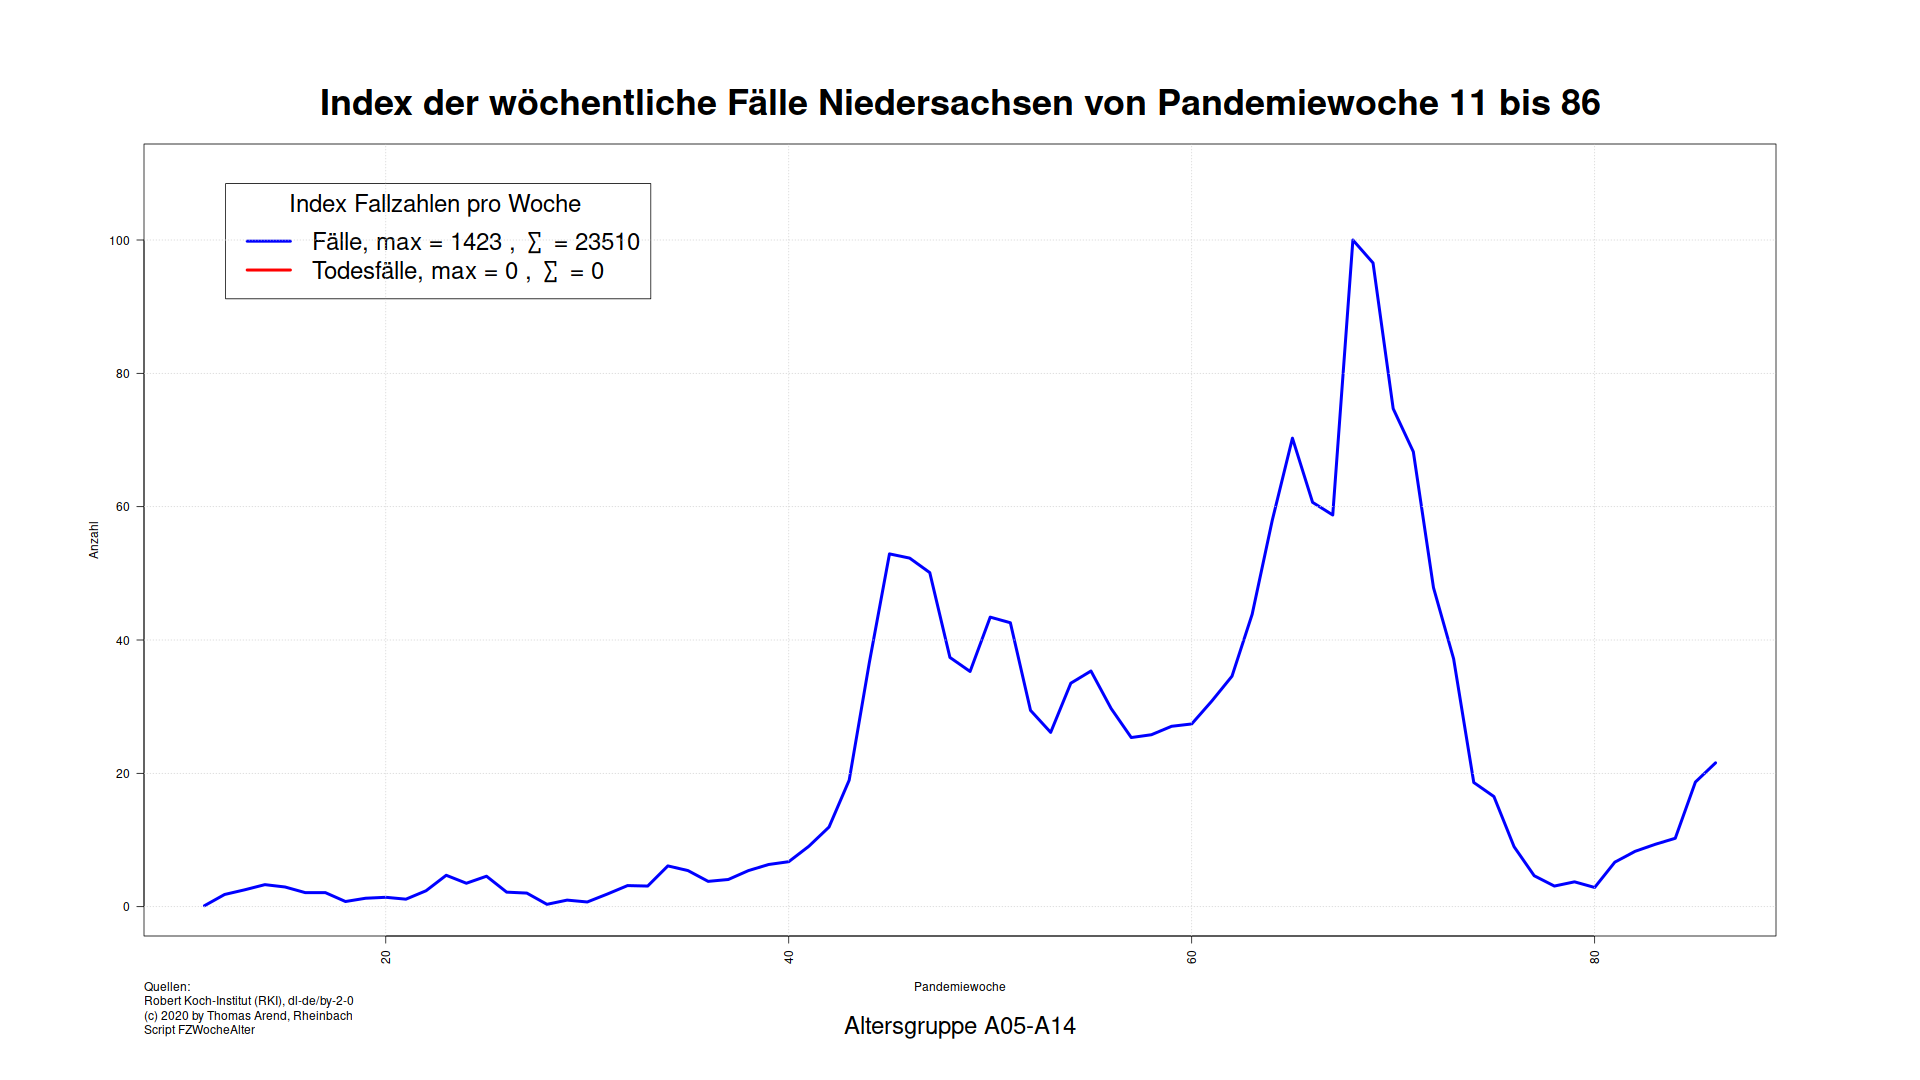 Index der wöchentliche Fälle Niedersachsen von Pandemiewoche 11 bis 86
Index Fallzahlen pro Woche
Fälle, max = 1423 , ∑ = 23510
Todesfälle, max = 0 , ∑ = 0
100
80
60
40
20
0
Anzahl
20
40
60
80
Pandemiewoche
Quellen:
Robert Koch-Institut (RKI), dl-de/by-2-0
(c) 2020 by Thomas Arend, Rheinbach
Script FZWocheAlter
Altersgruppe A05-A14